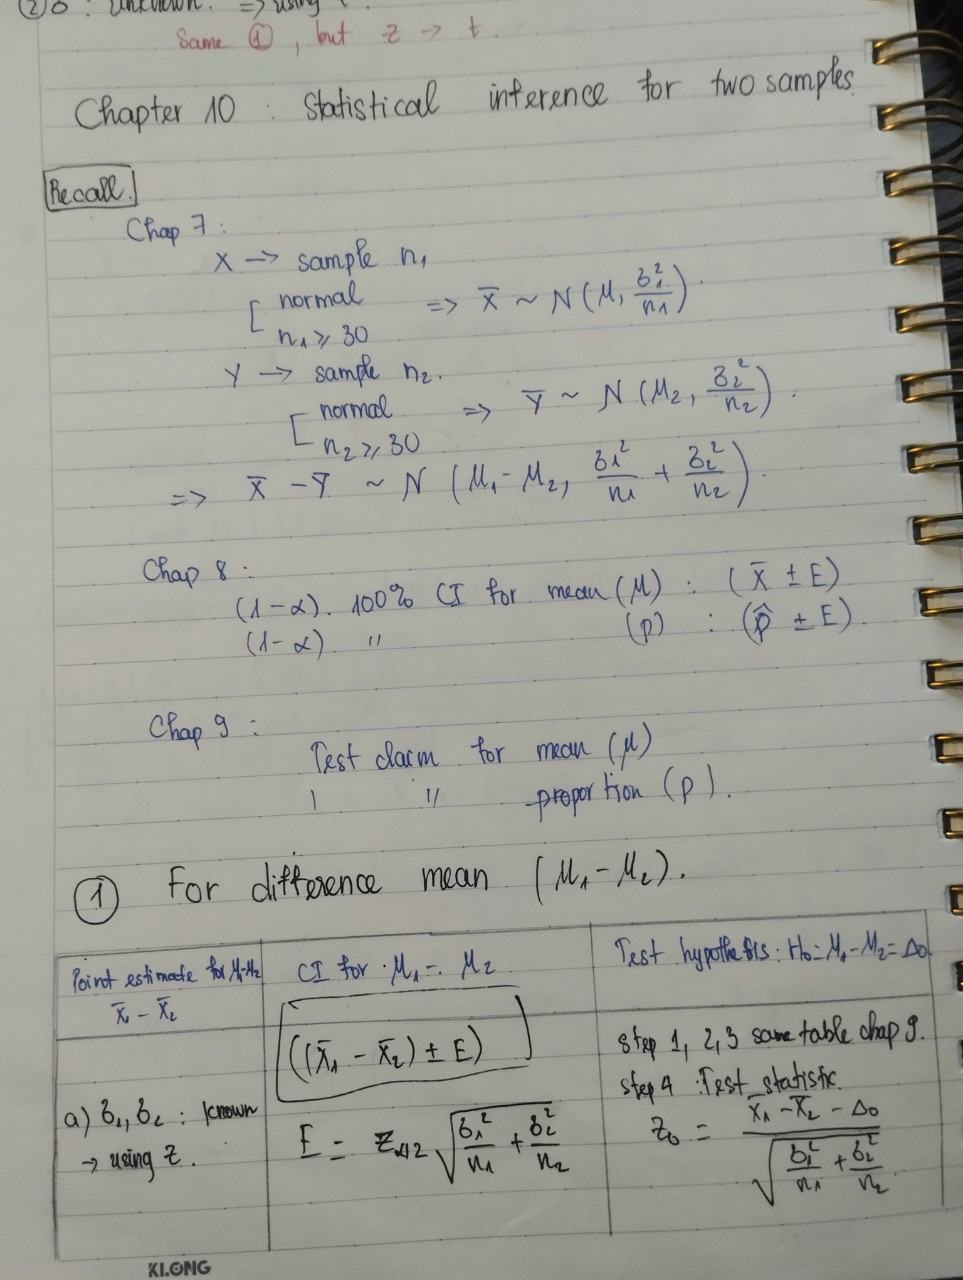 ② σ : unknown. => using
Same ①, but z → t.
Chapter 10 : Statistical inference for two samples.
Recall.
Chap 7 :
X → sample n₁
[ normal
n₁ ≥ 30 => X̄ ~ N(μ, σ₁²/n₁).
Y → sample n₂.
[ normal
n₂ ≥ 30 => Ȳ ~ N(μ₂, σ₂²/n₂).
=> X̄ - Ȳ ~ N(μ₁ - μ₂, σ₁²/n₁ + σ₂²/n₂).
Chap 8 :
(1-α). 100% CI for mean (μ) : (X̄ ± E)
(1-α). " (p) : (p̂ ± E).
Chap 9 :
Test claim for mean (μ)
| " proportion (p).
① For difference mean (μ₁ - μ₂).
Point estimate for μ₁-μ₂
X̄₁ - X̄₂
CI for μ₁ - μ₂
Test hypothesis : H₀ = μ₁ - μ₂ = Δ₀
((X̄₁ - X̄₂) ± E)
step 1, 2, 3 same table chap 9.
step 4 : Test statistic.
a) σ₁, σ₂ : known
→ using z.
E = z_α/2 √(σ₁²/n₁ + σ₂²/n₂)
z₀ = (X̄₁ - X̄₂ - Δ₀) / √(σ₁²/n₁ + σ₂²/n₂)
KLONG